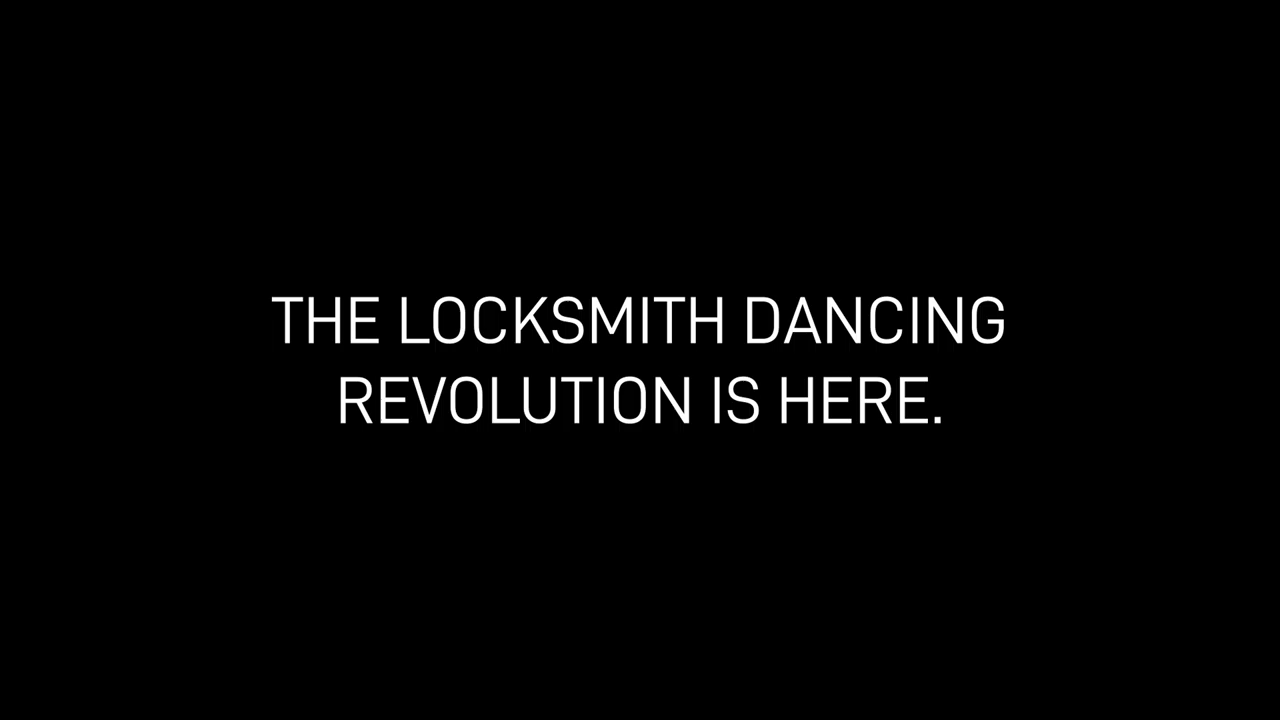 THE LOCKSMITH DANCING
REVOLUTION IS HERE.